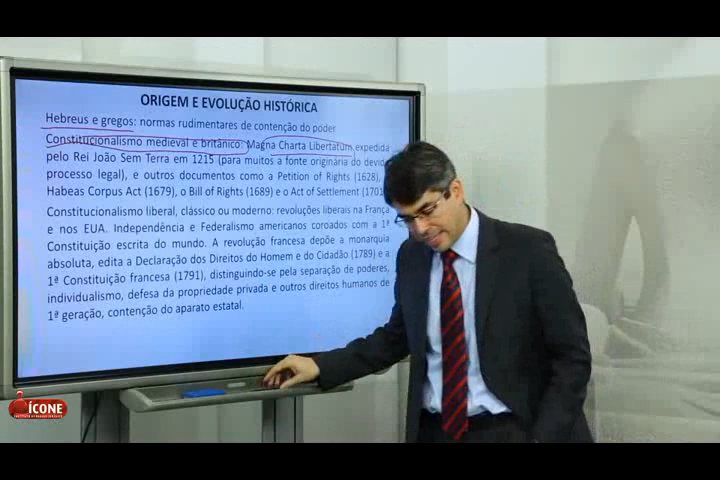 ORIGEM E EVOLUÇÃO HISTÓRICA
Hebreus e gregos: normas rudimentares de contenção do poder
Constitucionalismo medieval e britânico: Magna Charta Libertatum expedida
pelo Rei João Sem Terra em 1215 (para muitos a fonte originária do devid
processo legal), e outros documentos como a Petition of Rights (1628),
Habeas Corpus Act (1679), o Bill of Rights (1689) e o Act of Settlement (1701
Constitucionalismo liberal, clássico ou moderno: revoluções liberais na França
e nos EUA. Independência e Federalismo americanos coroados com a 1ª
Constituição escrita do mundo. A revolução francesa depõe a monarquia
absoluta, edita a Declaração dos Direitos do Homem e do Cidadão (1789) e a
1ª Constituição francesa (1791), distinguindo-se pela separação de poderes,
individualismo, defesa da propriedade privada e outros direitos humanos de
1ª geração, contenção do aparato estatal.
ÍCONE